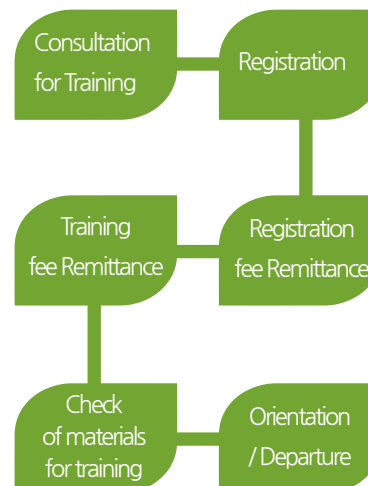 Consultation
for Training
Registration
Registration
fee Remittance
Training
fee Remittance
Check
of materials
for training
Orientation
/ Departure